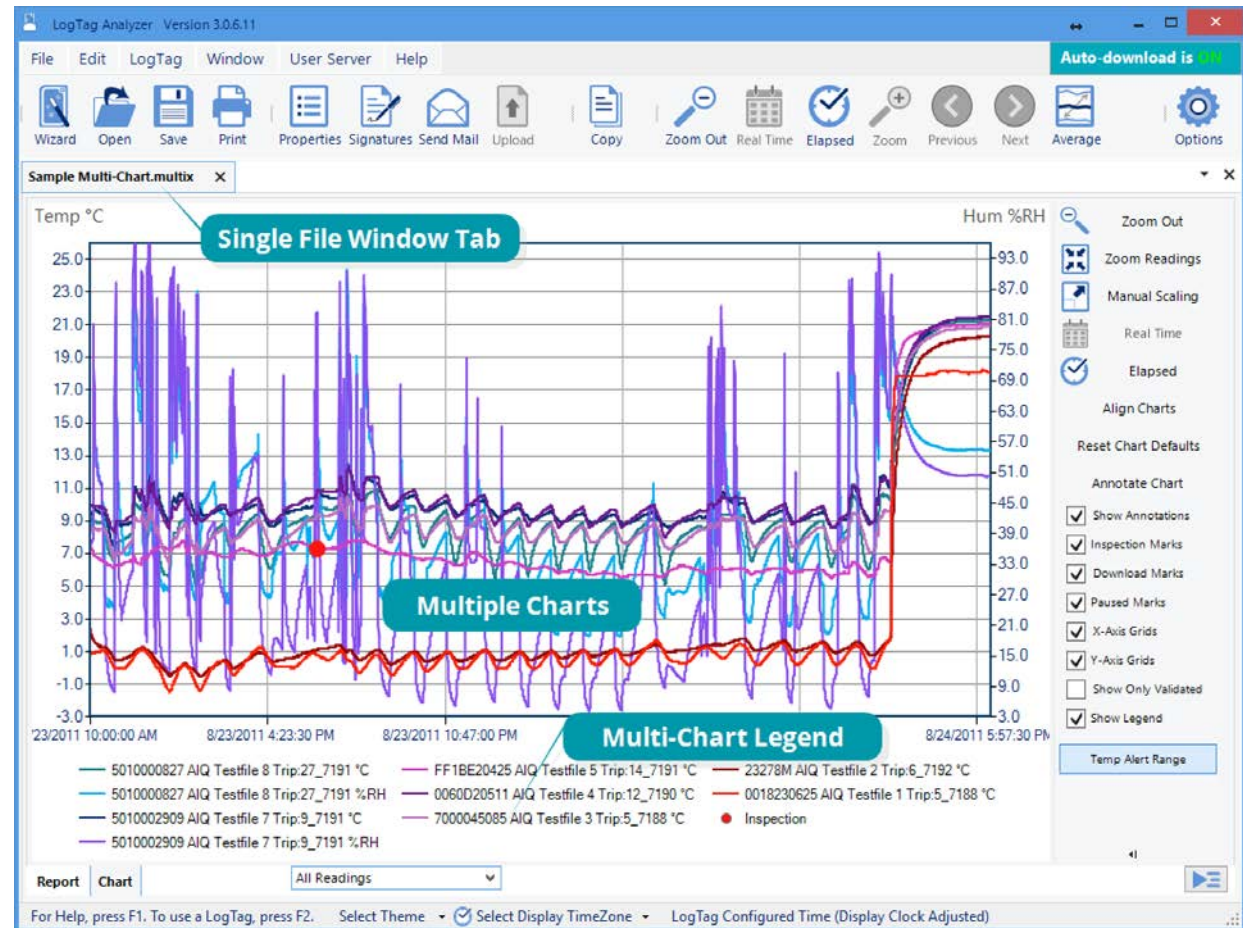 LogTag Analyzer Version 3.0.6.11
File Edit LogTag Window User Server Help Auto-download is ON
Wizard Open Save Print Properties Signatures Send Mail Upload Copy Zoom Out Real Time Elapsed Zoom Previous Next Average Options
Sample Multi-Chart.multix X
Temp °C
Hum %RH
Single File Window Tab
25.0
23.0
21.0
19.0
17.0
15.0
13.0
11.0
9.0
7.0
5.0
3.0
1.0
-1.0
-3.0
93.0
87.0
81.0
75.0
69.0
63.0
57.0
51.0
45.0
39.0
33.0
27.0
21.0
15.0
9.0
3.0
Multiple Charts
Multi-Chart Legend
'23/2011 10:00:00 AM 8/23/2011 4:23:30 PM 8/23/2011 10:47:00 PM 8/24/2011 5:57:30 PM
5010000827 AIQ Testfile 8 Trip:27_7191 °C
5010000827 AIQ Testfile 8 Trip:27_7191 %RH
5010002909 AIQ Testfile 7 Trip:9_7191 °C
5010002909 AIQ Testfile 7 Trip:9_7191 %RH
FF1BE20425 AIQ Testfile 5 Trip:14_7191 °C
0060D20511 AIQ Testfile 4 Trip:12_7190 °C
7000045085 AIQ Testfile 3 Trip:5_7188 °C
23278M AIQ Testfile 2 Trip:6_7192 °C
0018230625 AIQ Testfile 1 Trip:5_7188 °C
Inspection
Zoom Out
Zoom Readings
Manual Scaling
Real Time
Elapsed
Align Charts
Reset Chart Defaults
Annotate Chart
Show Annotations
Inspection Marks
Download Marks
Paused Marks
X-Axis Grids
Y-Axis Grids
Show Only Validated
Show Legend
Temp Alert Range
Report Chart All Readings
For Help, press F1. To use a LogTag, press F2. Select Theme Select Display TimeZone LogTag Configured Time (Display Clock Adjusted)